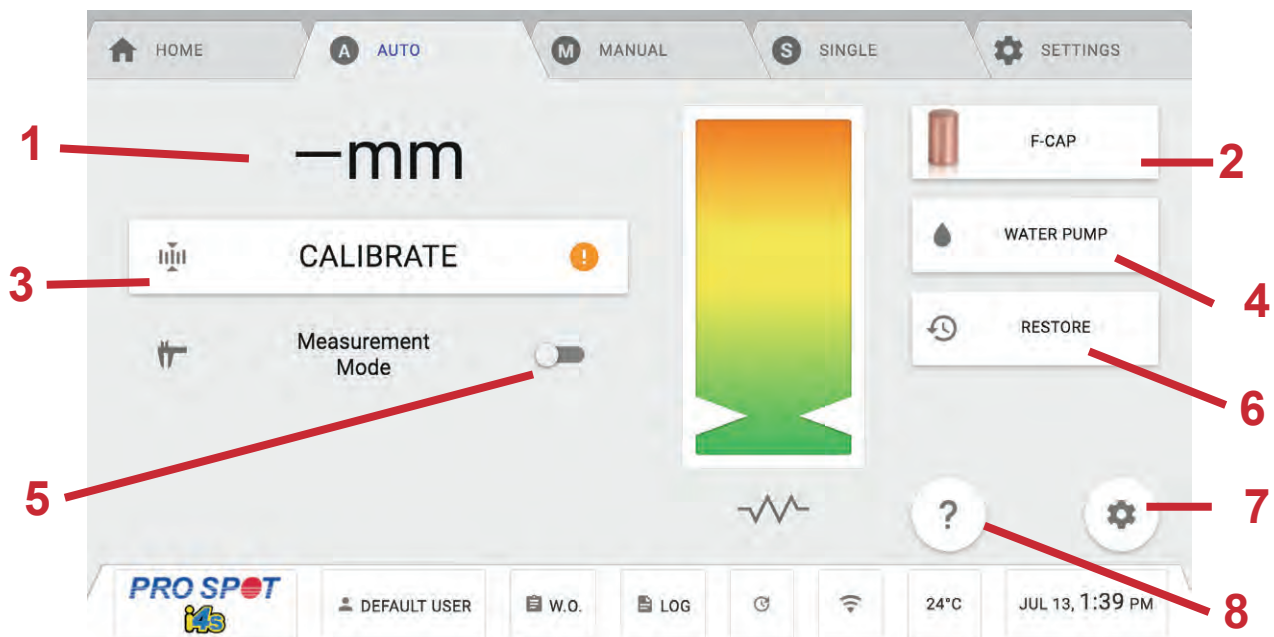 HOME
A AUTO
M MANUAL
S SINGLE
SETTINGS
1
—mm
F-CAP
2
3
CALIBRATE
!
WATER PUMP
4
Measurement
Mode
RESTORE
6
5
?
7
8
PRO SPOT
i4s
DEFAULT USER
W.O.
LOG
24°C
JUL 13, 1:39 PM